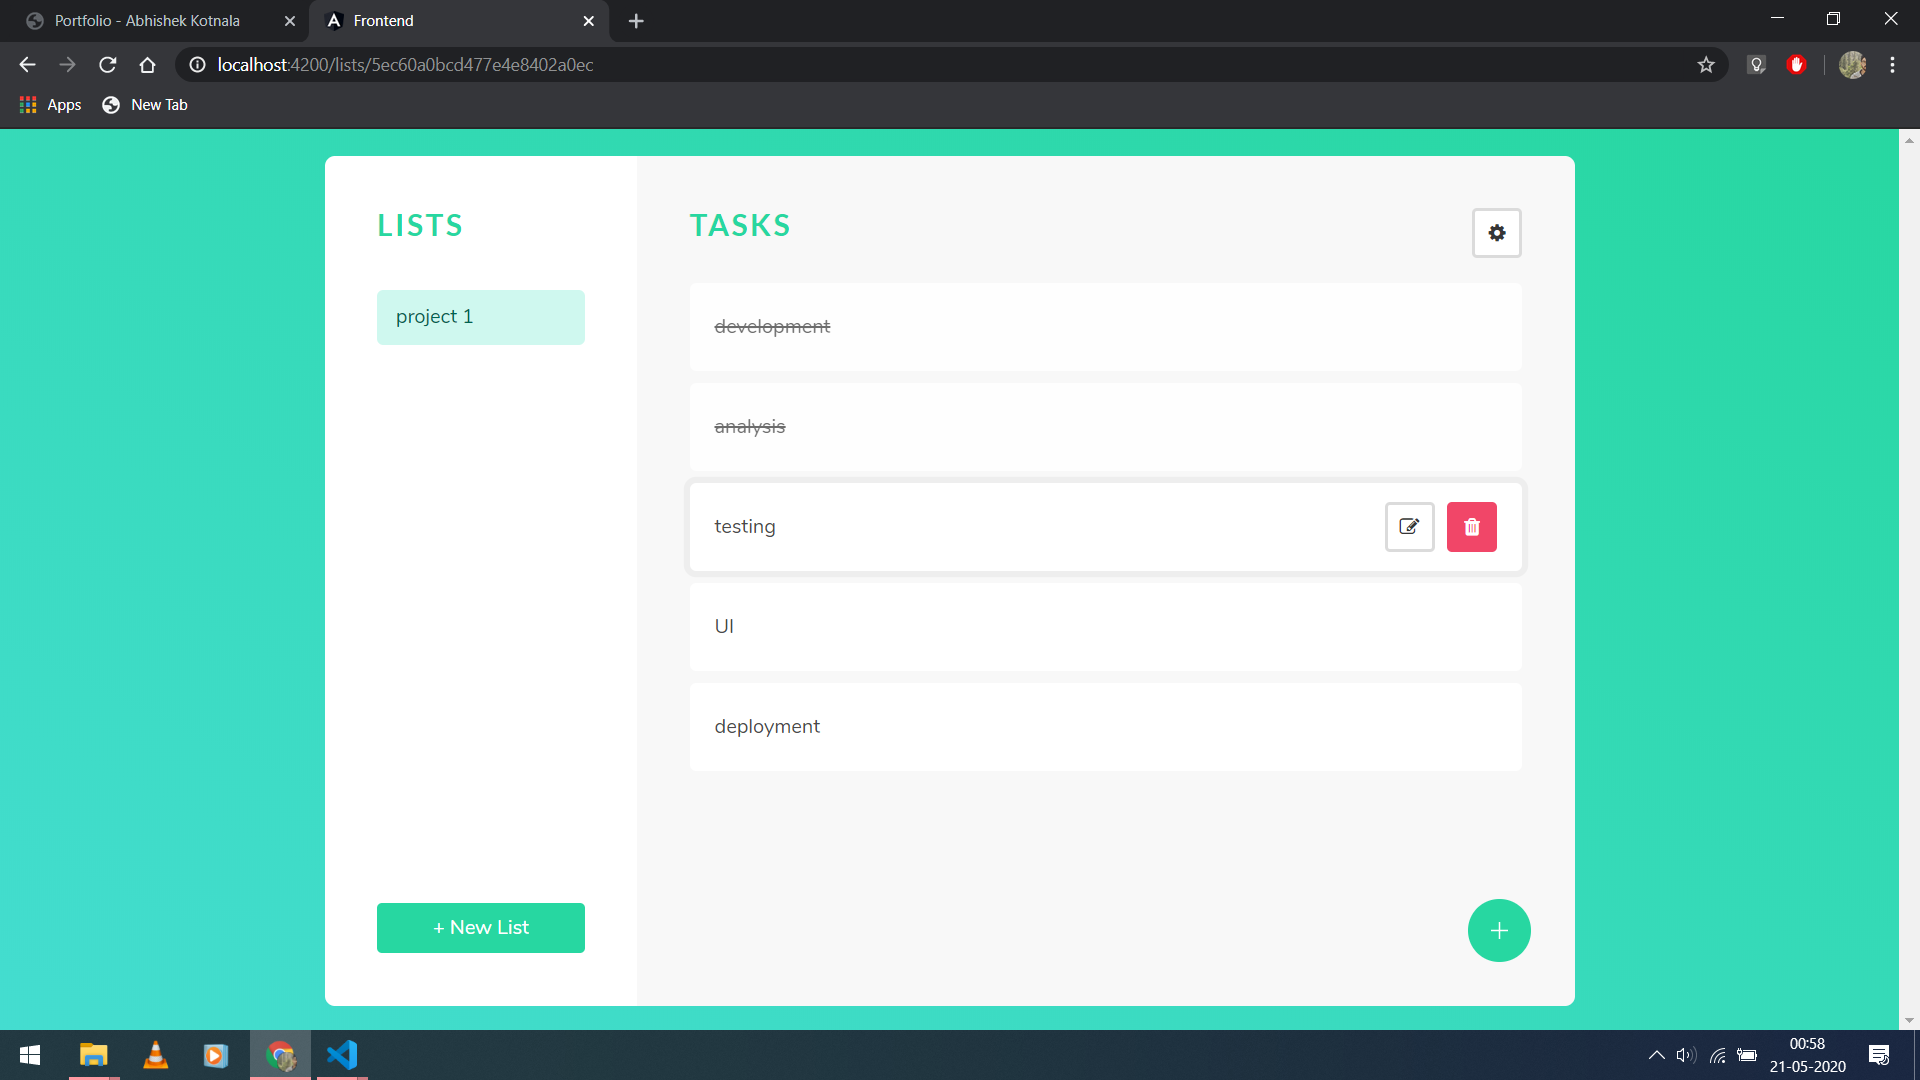 Portfolio - Abhishek Kotnala
Frontend
localhost:4200/lists/5ec60a0bcd477e4e8402a0ec
Apps
New Tab
LISTS
project 1
+ New List
TASKS
development
analysis
testing
UI
deployment
00:58
21-05-2020